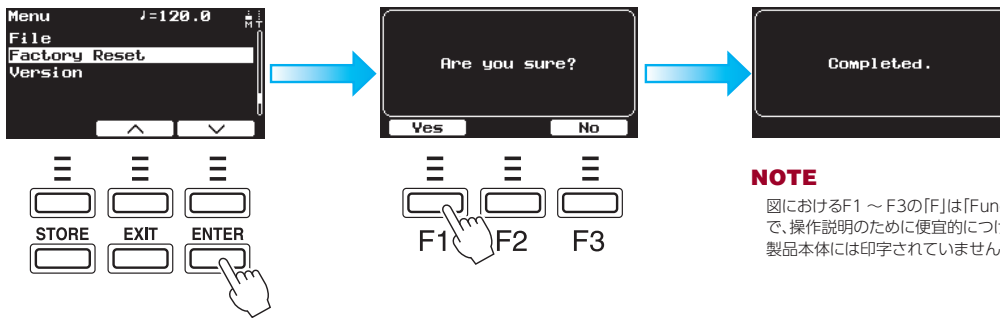 Menu ♩=120.0 M T
File
Factory Reset
Version
STORE EXIT ENTER
Are you sure?
Yes No
F1 F2 F3
Completed.
NOTE
図におけるF1 ~ F3の「F」は「Fun
で、操作説明のために便宜的につけ
製品本体には印字されていません